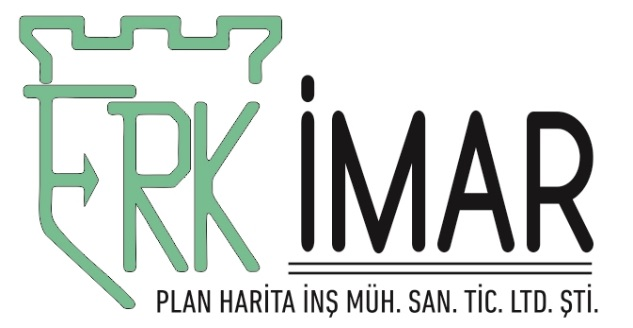 ERK İMAR
PLAN HARİTA İNŞ MÜH. SAN. TİC. LTD. ŞTİ.